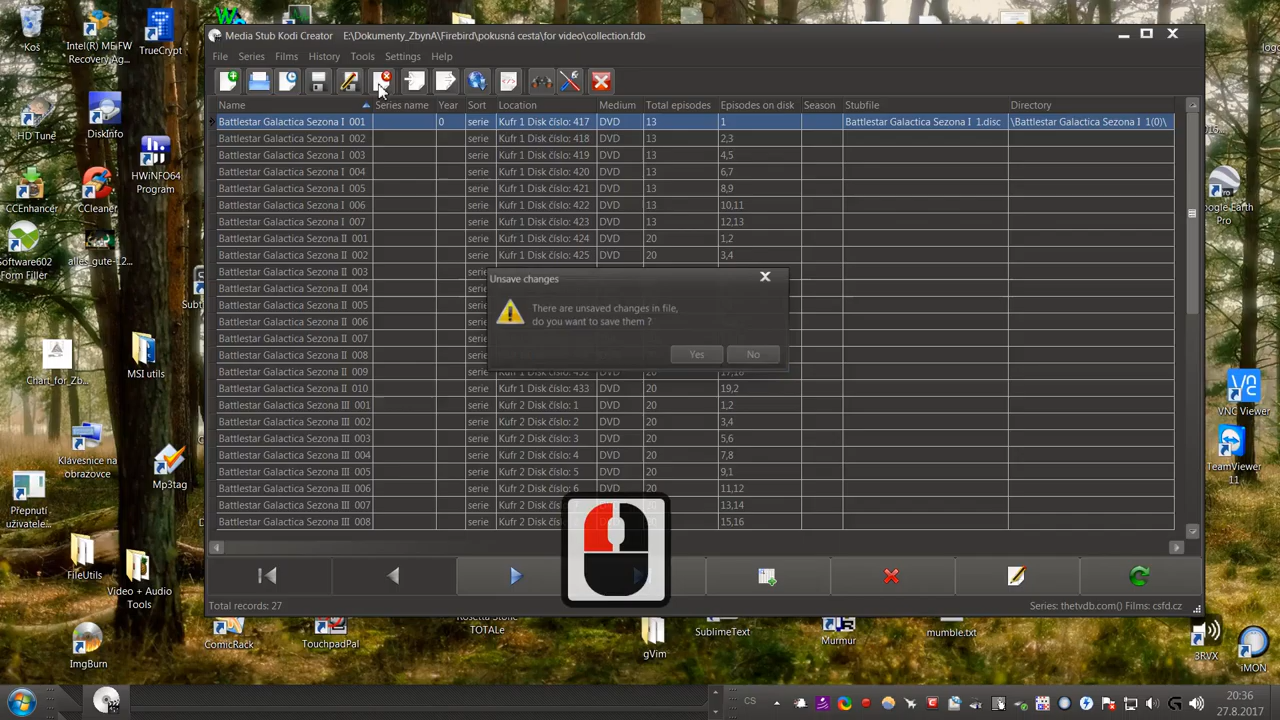 Media Stub Kodi Creator E:\Dokumenty_ZbynA\Firebird\pokusná cesta\for video\collection.fdb
File Series Films History Tools Settings Help
Name Series name Year Sort Location Medium Total episodes Episodes on disk Season Stubfile Directory
Battlestar Galactica Sezona I 001 0 serie Kufr 1 Disk číslo: 417 DVD 13 1 Battlestar Galactica Sezona I 1.disc \Battlestar Galactica Sezona I 1(0)\
Battlestar Galactica Sezona I 002 serie Kufr 1 Disk číslo: 418 DVD 13 2,3
Battlestar Galactica Sezona I 003 serie Kufr 1 Disk číslo: 419 DVD 13 4,5
Battlestar Galactica Sezona I 004 serie Kufr 1 Disk číslo: 420 DVD 13 6,7
Battlestar Galactica Sezona I 005 serie Kufr 1 Disk číslo: 421 DVD 13 8,9
Battlestar Galactica Sezona I 006 serie Kufr 1 Disk číslo: 422 DVD 13 10,11
Battlestar Galactica Sezona I 007 serie Kufr 1 Disk číslo: 423 DVD 13 12,13
Battlestar Galactica Sezona II 001 serie Kufr 1 Disk číslo: 424 DVD 20 1,2
Battlestar Galactica Sezona II 002 serie Kufr 1 Disk číslo: 425 DVD 20 3,4
Battlestar Galactica Sezona II 003
Battlestar Galactica Sezona II 004
Battlestar Galactica Sezona II 005
Battlestar Galactica Sezona II 006
Battlestar Galactica Sezona II 007
Battlestar Galactica Sezona II 008
Battlestar Galactica Sezona II 009
Battlestar Galactica Sezona II 010 serie Kufr 1 Disk číslo: 433 DVD 20 19,2
Battlestar Galactica Sezona III 001 serie Kufr 2 Disk číslo: 1 DVD 20 1,2
Battlestar Galactica Sezona III 002 serie Kufr 2 Disk číslo: 2 DVD 20 3,4
Battlestar Galactica Sezona III 003 serie Kufr 2 Disk číslo: 3 DVD 20 5,6
Battlestar Galactica Sezona III 004 serie Kufr 2 Disk číslo: 4 DVD 20 7,8
Battlestar Galactica Sezona III 005 serie Kufr 2 Disk číslo: 5 DVD 20 9,1
Battlestar Galactica Sezona III 006 serie Kufr 2 Disk číslo: 6 DVD 20 11,12
Battlestar Galactica Sezona III 007 serie Kufr 2 Disk DVD 20 13,14
Battlestar Galactica Sezona III 008 serie Kufr 2 Disk DVD 20 15,16
Unsave changes
There are unsaved changes in file,
do you want to save them ?
Yes No
Total records: 27
Series: thetvdb.com() Films: csfd.cz
Koš
Intel(R) ME FW
Recovery Ag...
TrueCrypt
HD Tune
DiskInfo
HWiNFO64
Program
CCEnhancer
CCleaner
Software602
Form Filler
alles_gute-12...
Chart_for_Zb...
MSI utils
Klávesnice na
obrazovce
Mp3tag
Přepnutí
uživatele...
FileUtils
Video + Audio
Tools
ImgBurn
ComicRack
TouchpadPal
TOTALe
gVim
SublimeText
Murmur
mumble.txt
3RVX
iMON
oogle Earth
Pro
VNC Viewer
TeamViewer
11
CS
20:36
27.8.2017